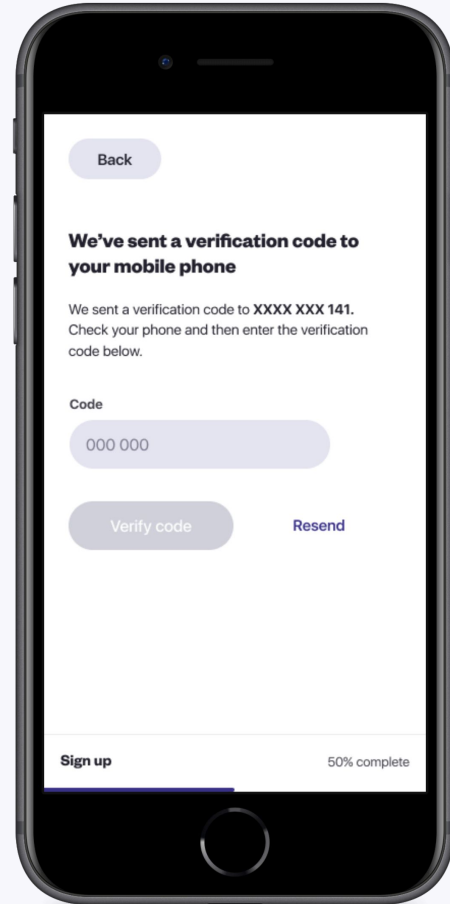 Back
We’ve sent a verification code to
your mobile phone
We sent a verification code to XXXX XXX 141.
Check your phone and then enter the verification
code below.
Code
000 000
Verify code
Resend
Sign up
50% complete